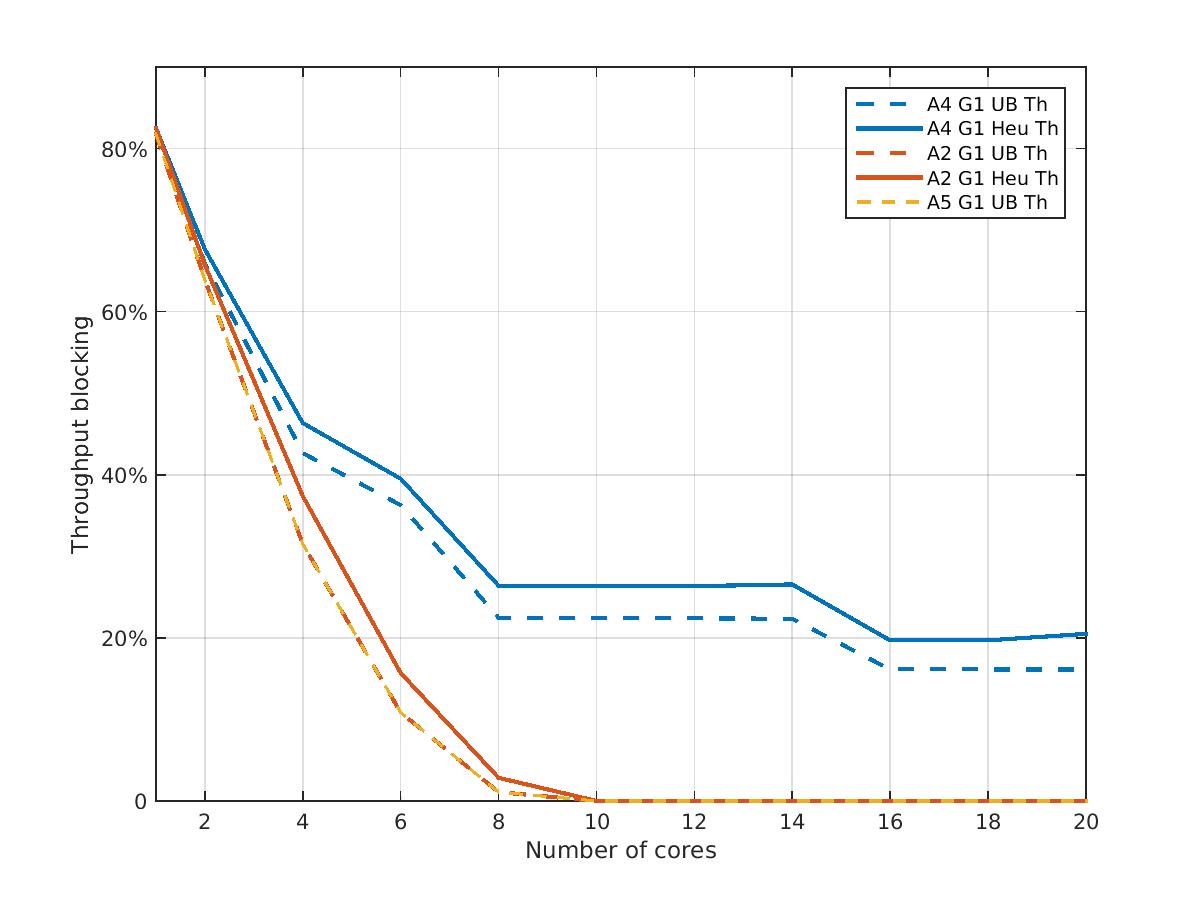 A4 G1 UB Th
A4 G1 Heu Th
A2 G1 UB Th
A2 G1 Heu Th
A5 G1 UB Th
80%
60%
40%
20%
0
Throughput blocking
2 4 6 8 10 12 14 16 18 20
Number of cores